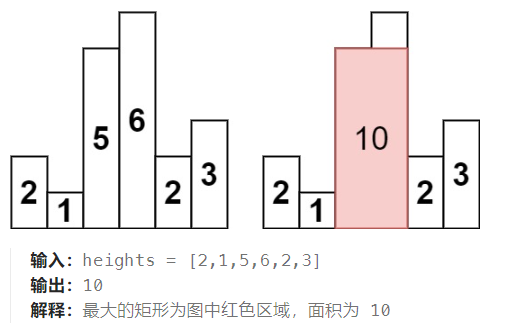 2 1 5 6 2 3
2 1 10 2 3
输入：heights = [2,1,5,6,2,3]
输出：10
解释：最大的矩形为图中红色区域，面积为 10